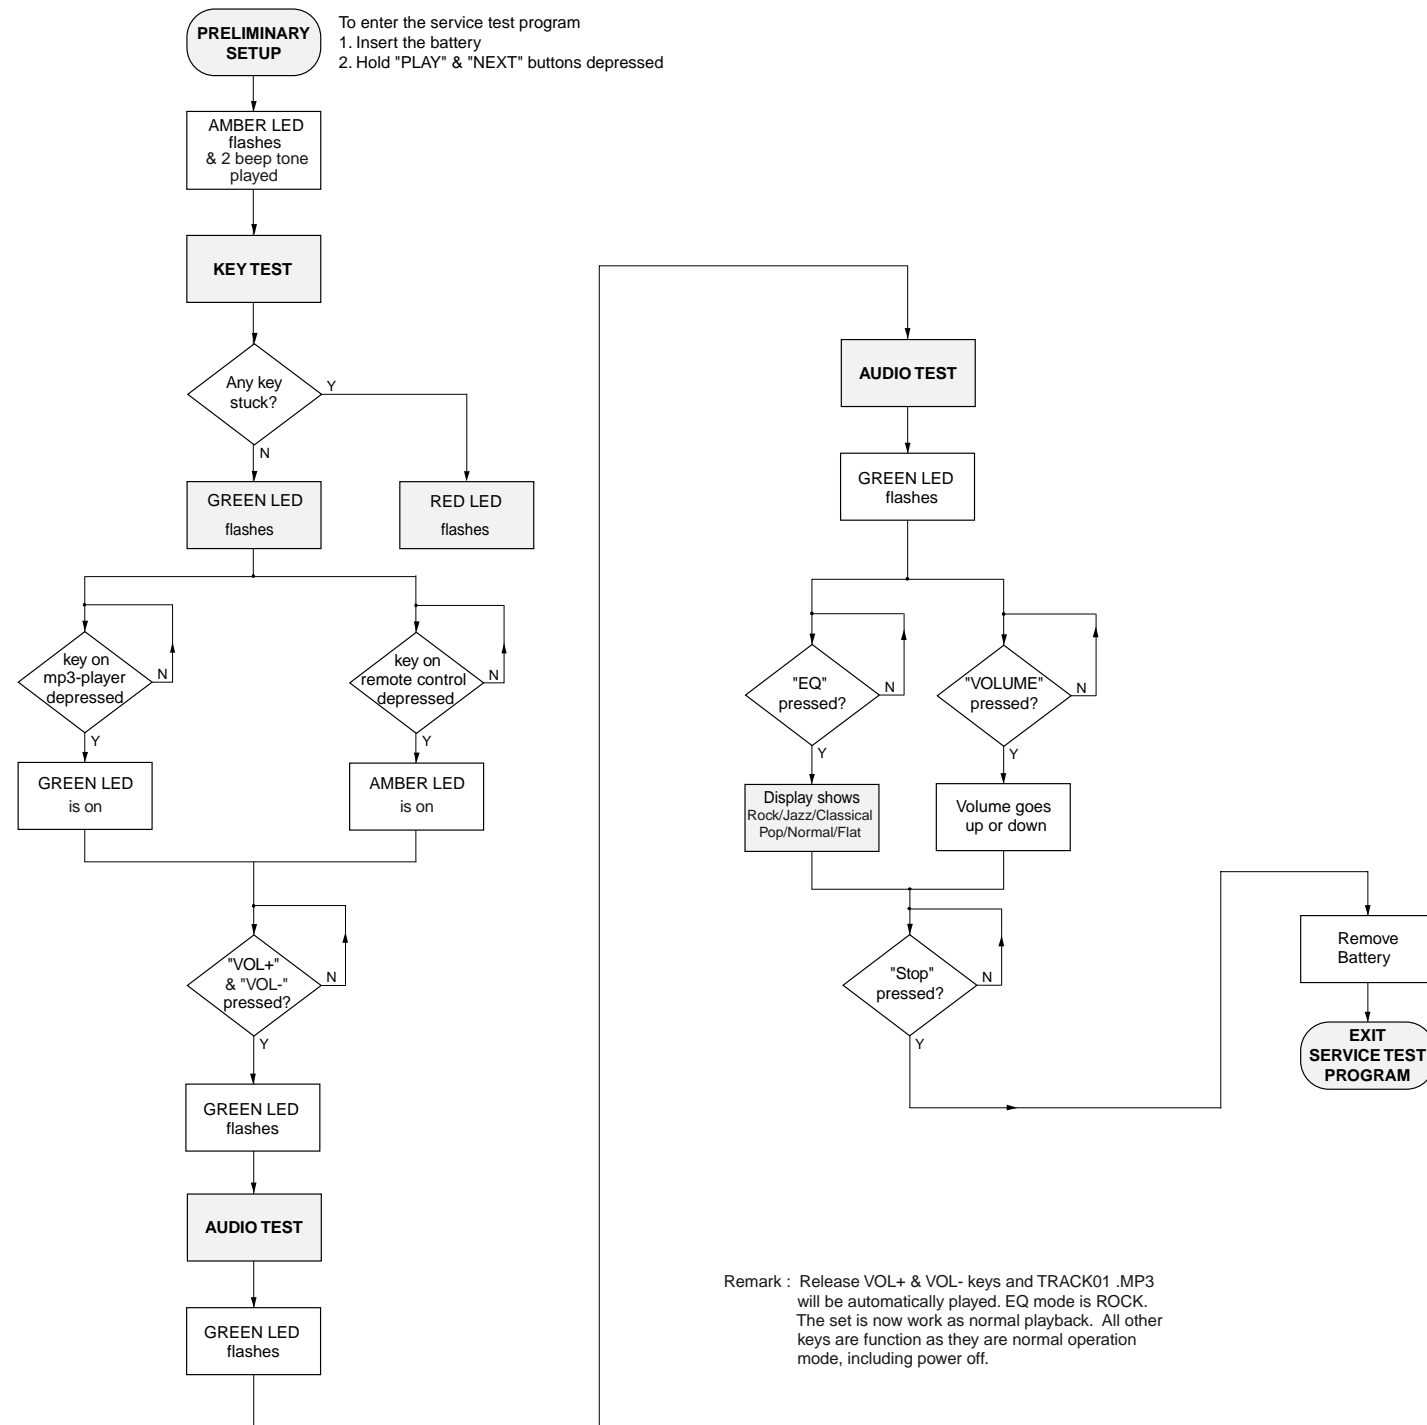 PRELIMINARY
SETUP
To enter the service test program
1. Insert the battery
2. Hold "PLAY" & "NEXT" buttons depressed
AMBER LED
flashes
& 2 beep tone
played
KEY TEST
Any key
stuck?
Y
N
GREEN LED
flashes
RED LED
flashes
key on
mp3-player
depressed
N
Y
key on
remote control
depressed
N
Y
GREEN LED
is on
AMBER LED
is on
"VOL+"
& "VOL-"
pressed?
N
Y
GREEN LED
flashes
AUDIO TEST
GREEN LED
flashes
AUDIO TEST
GREEN LED
flashes
"EQ"
pressed?
N
Y
"VOLUME"
pressed?
N
Y
Display shows
Rock/Jazz/Classical
Pop/Normal/Flat
Volume goes
up or down
"Stop"
pressed?
N
Y
Remove
Battery
EXIT
SERVICE TEST
PROGRAM
Remark : Release VOL+ & VOL- keys and TRACK01 .MP3
will be automatically played. EQ mode is ROCK.
The set is now work as normal playback. All other
keys are function as they are normal operation
mode, including power off.